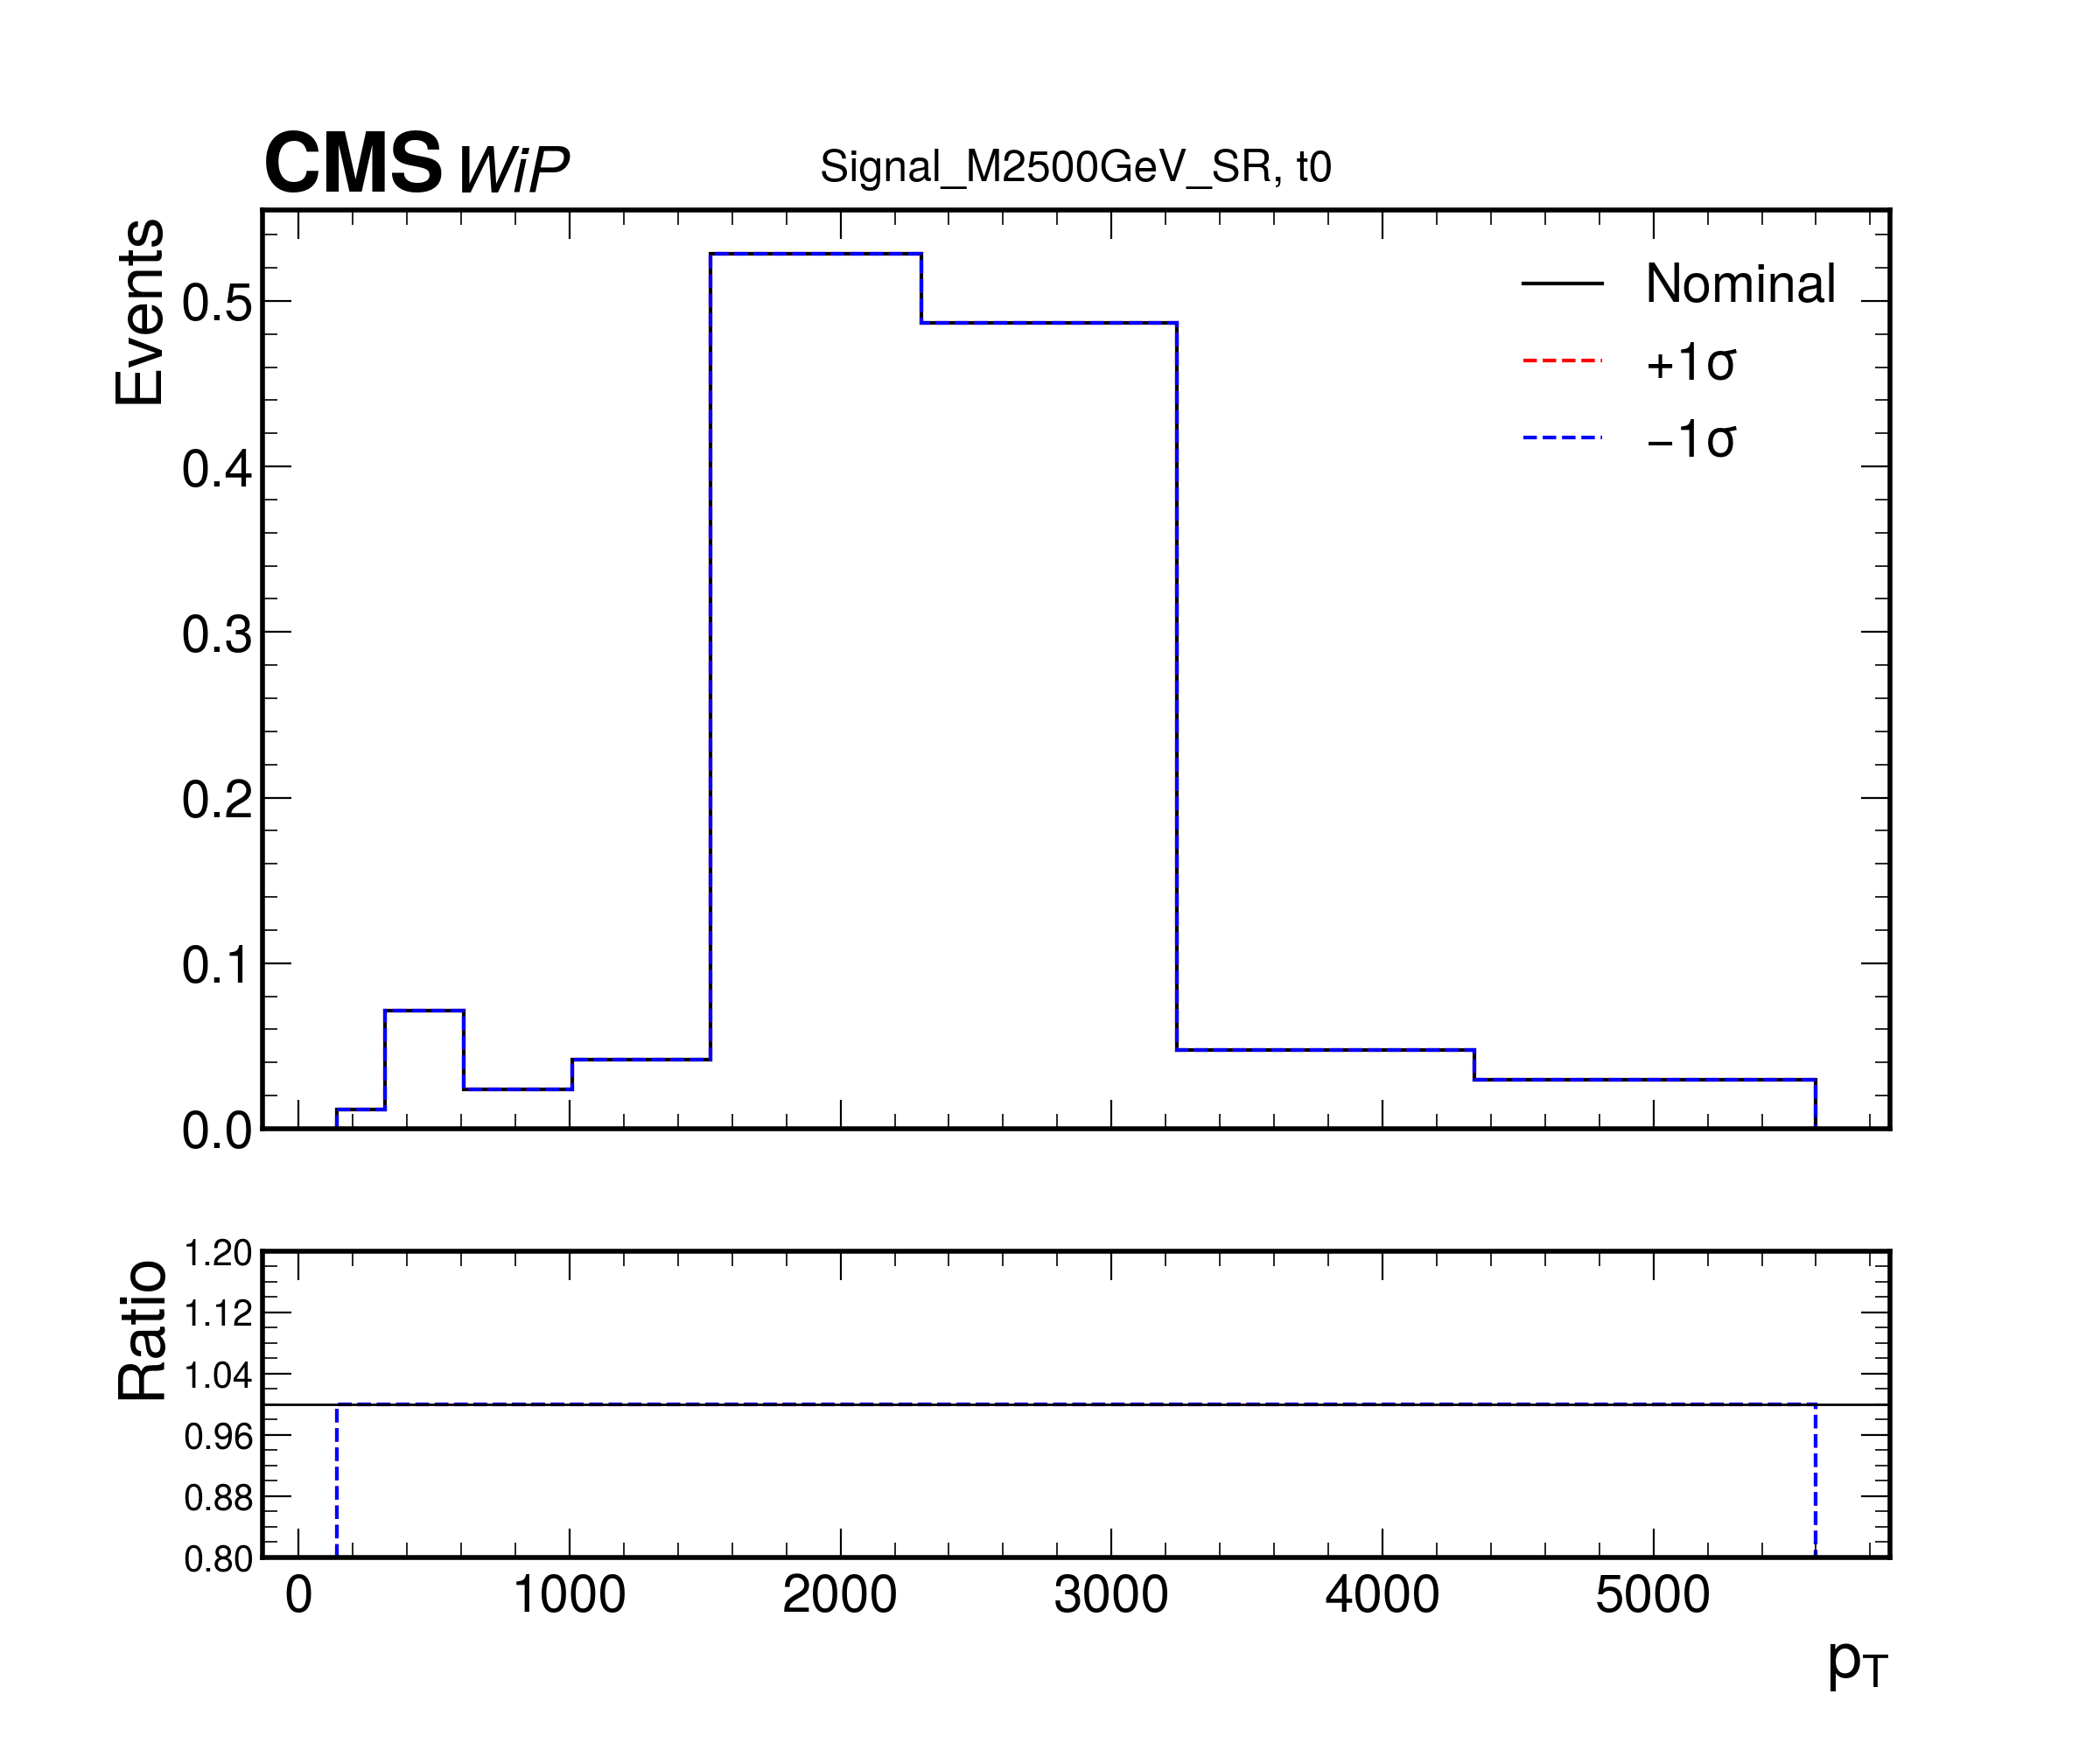 CMS WiP
Signal_M2500GeV_SR, t0
Events
0.5
0.4
0.3
0.2
0.1
0.0
Nominal
+1σ
−1σ
Ratio
1.20
1.12
1.04
0.96
0.88
0.80
0 1000 2000 3000 4000 5000
pT